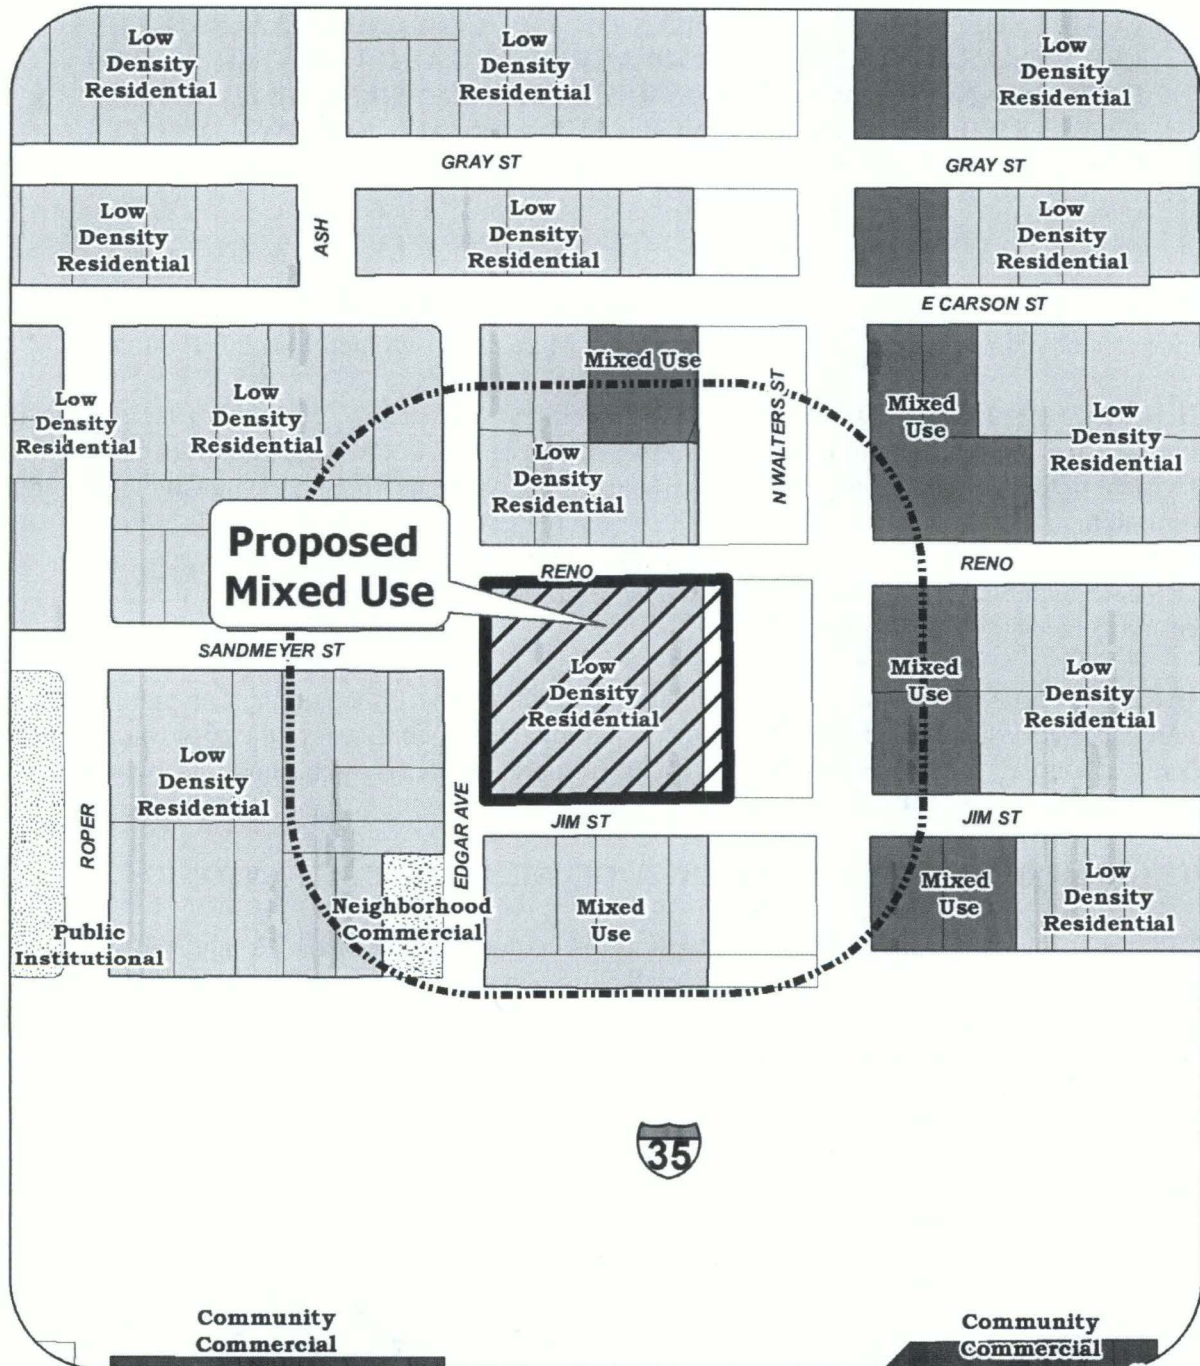 Low
Density
Residential
Low
Density
Residential
Low
Density
Residential
GRAY ST
GRAY ST
Low
Density
Residential
ASH
Low
Density
Residential
Low
Density
Residential
E CARSON ST
Low
Density
Residential
Low
Density
Residential
Mixed Use
N WALTERS ST
Mixed
Use
Low
Density
Residential
Low
Density
Residential
Proposed
Mixed Use
RENO
RENO
SANDMEYER ST
Low
Density
Residential
Mixed
Use
Low
Density
Residential
Low
Density
Residential
ROPER
EDGAR AVE
JIM ST
JIM ST
Public
Institutional
Neighborhood
Commercial
Mixed
Use
Mixed
Use
Low
Density
Residential
35
Community
Commercial
Community
Commercial